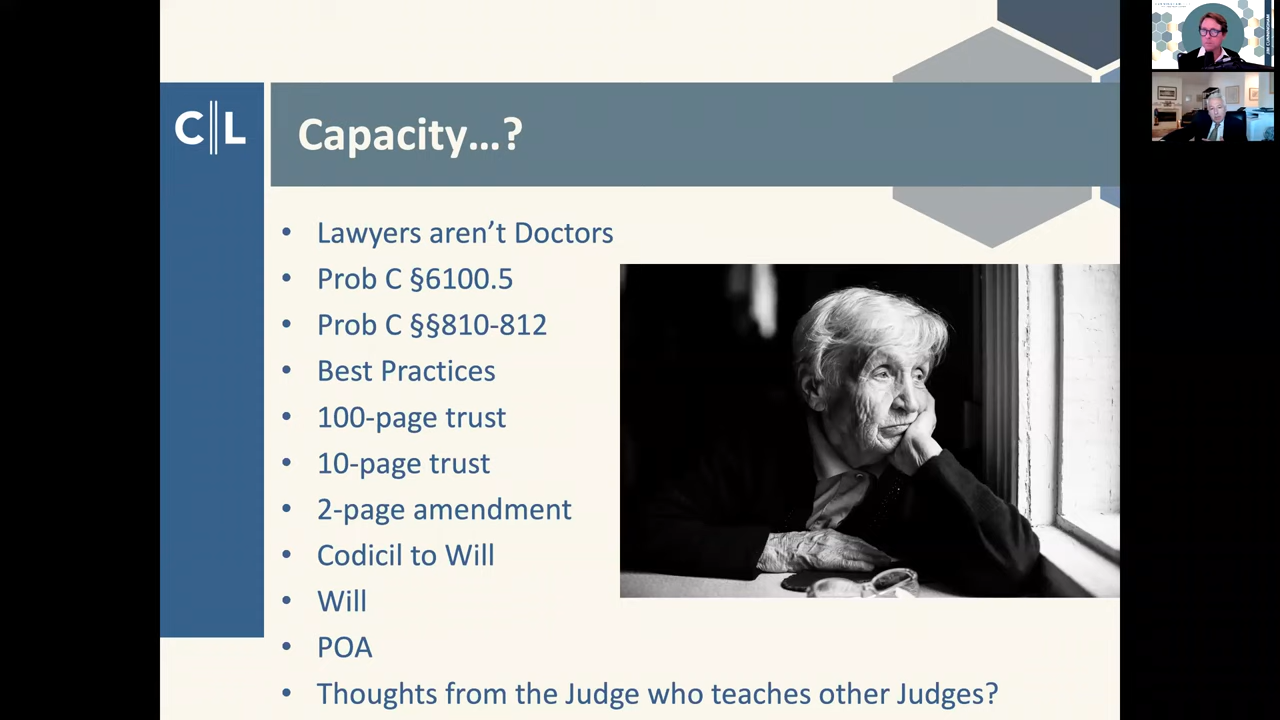 C L
Capacity...?
• Lawyers aren’t Doctors
• Prob C §6100.5
• Prob C §§810-812
• Best Practices
• 100-page trust
• 10-page trust
• 2-page amendment
• Codicil to Will
• Will
• POA
• Thoughts from the Judge who teaches other Judges?